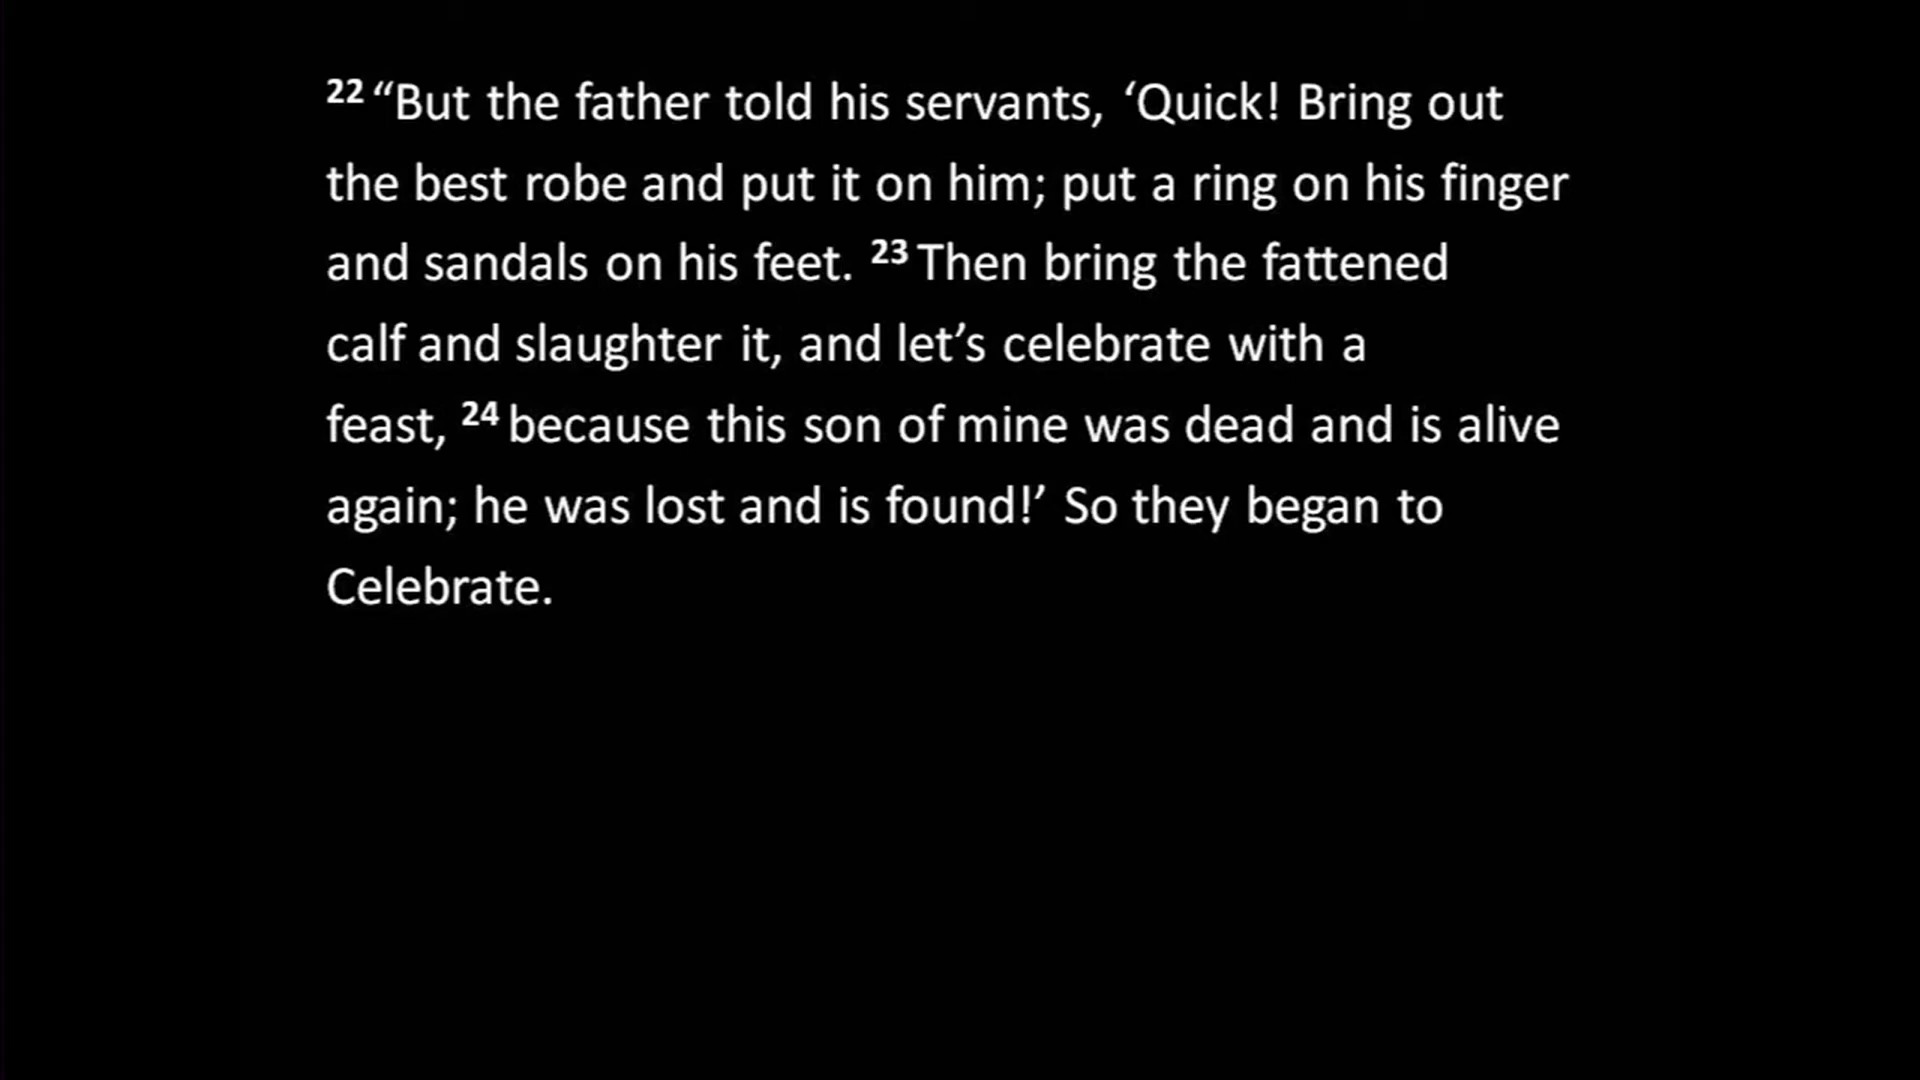 22 “But the father told his servants, ‘Quick! Bring out
the best robe and put it on him; put a ring on his finger
and sandals on his feet. 23 Then bring the fattened
calf and slaughter it, and let’s celebrate with a
feast, 24 because this son of mine was dead and is alive
again; he was lost and is found!’ So they began to
Celebrate.